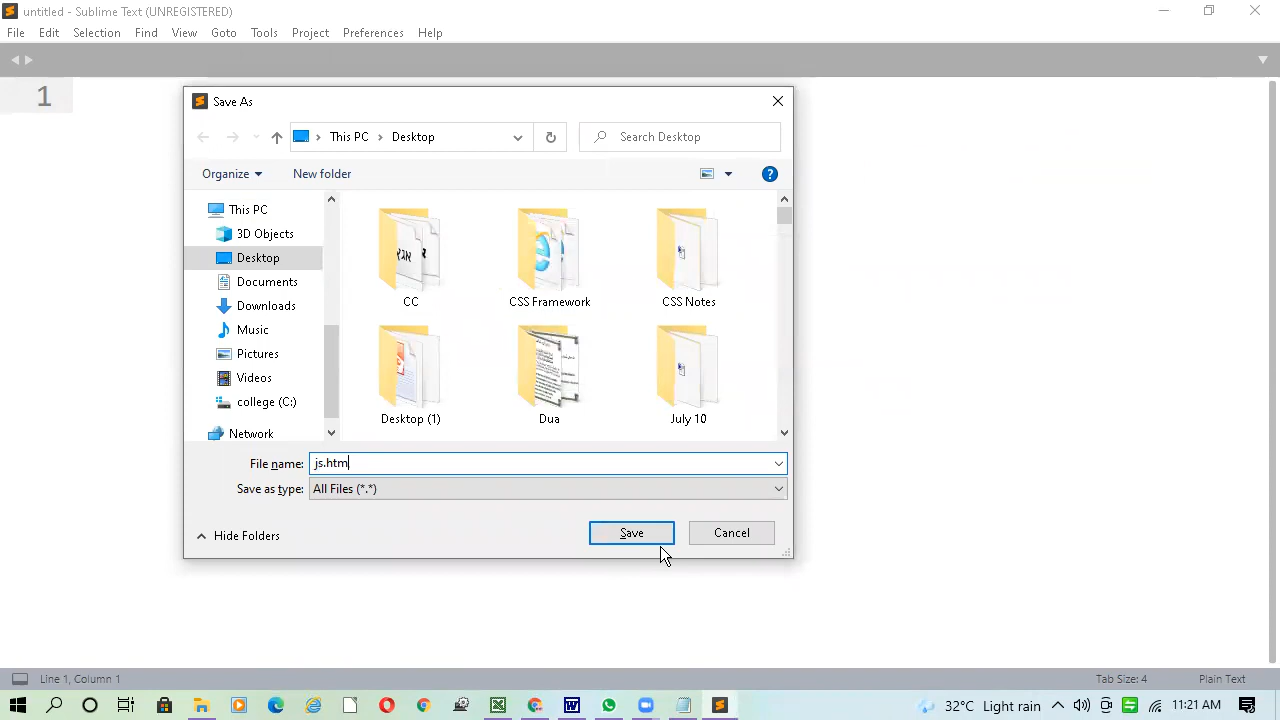 untitled - Sublime Text (UNREGISTERED)
File Edit Selection Find View Goto Tools Project Preferences Help
1
Save As
This PC Desktop
Search Desktop
Organize New folder
This PC
3D Objects
Desktop
Documents
Downloads
Music
Pictures
Videos
college (C:)
Network
CC CSS Framework CSS Notes
Desktop (1) Dua July 10
File name: js.htm
Save as type: All Files (*.*)
Hide Folders
Save Cancel
Line 1, Column 1 Tab Size: 4 Plain Text
32°C Light rain 11:21 AM